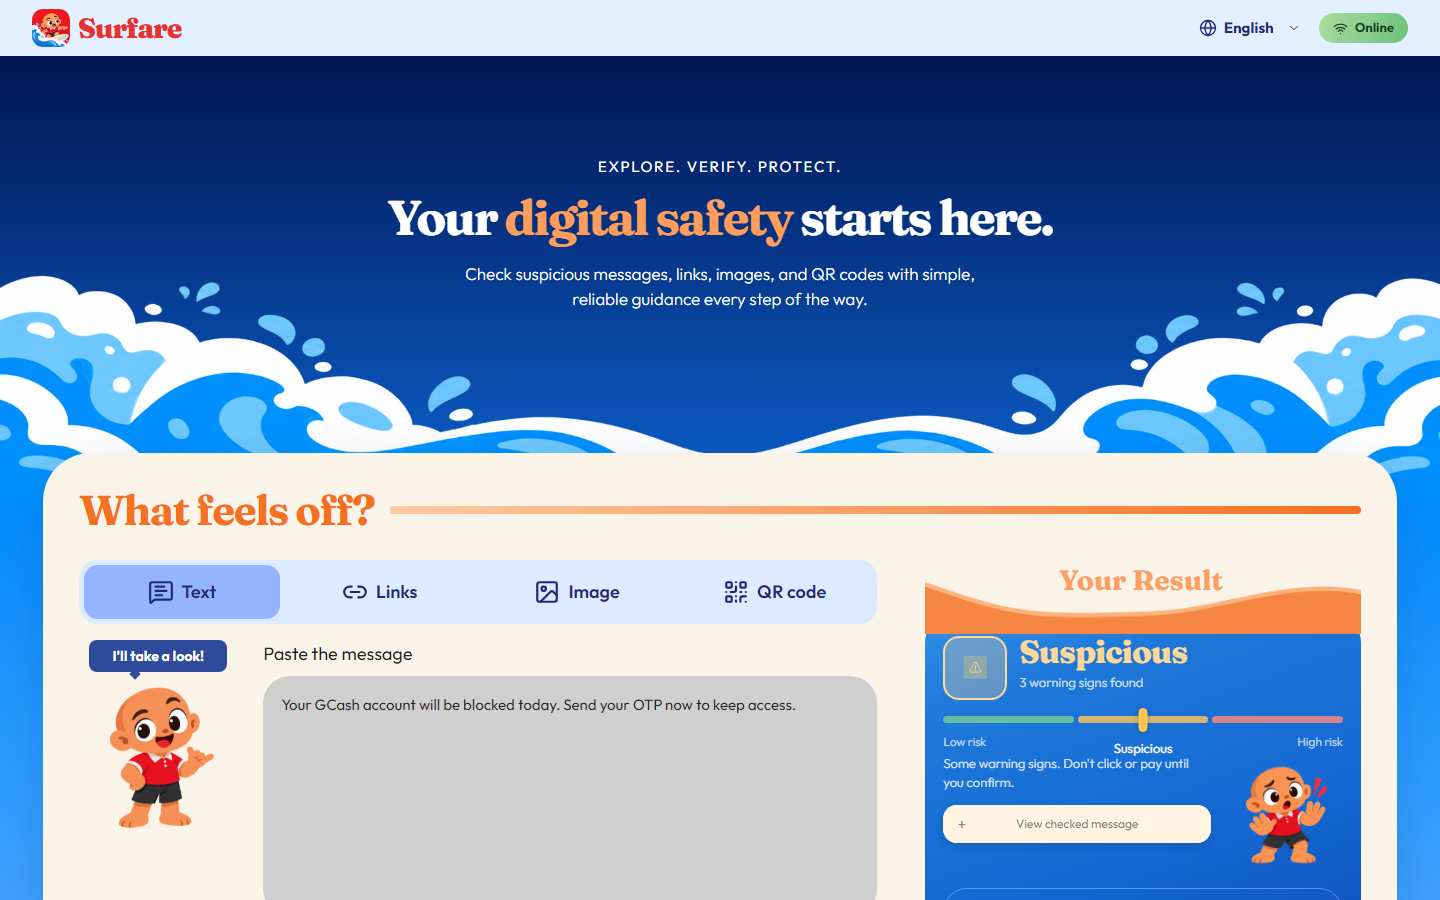 Surfare
English
Online
EXPLORE. VERIFY. PROTECT.
Your digital safety starts here.
Check suspicious messages, links, images, and QR codes with simple,
reliable guidance every step of the way.
What feels off?
Text
Links
Image
QR code
I'll take a look!
Paste the message
Your GCash account will be blocked today. Send your OTP now to keep access.
Your Result
Suspicious
3 warning signs found
Low risk
Suspicious
High risk
Some warning signs. Don't click or pay until
you confirm.
+ View checked message